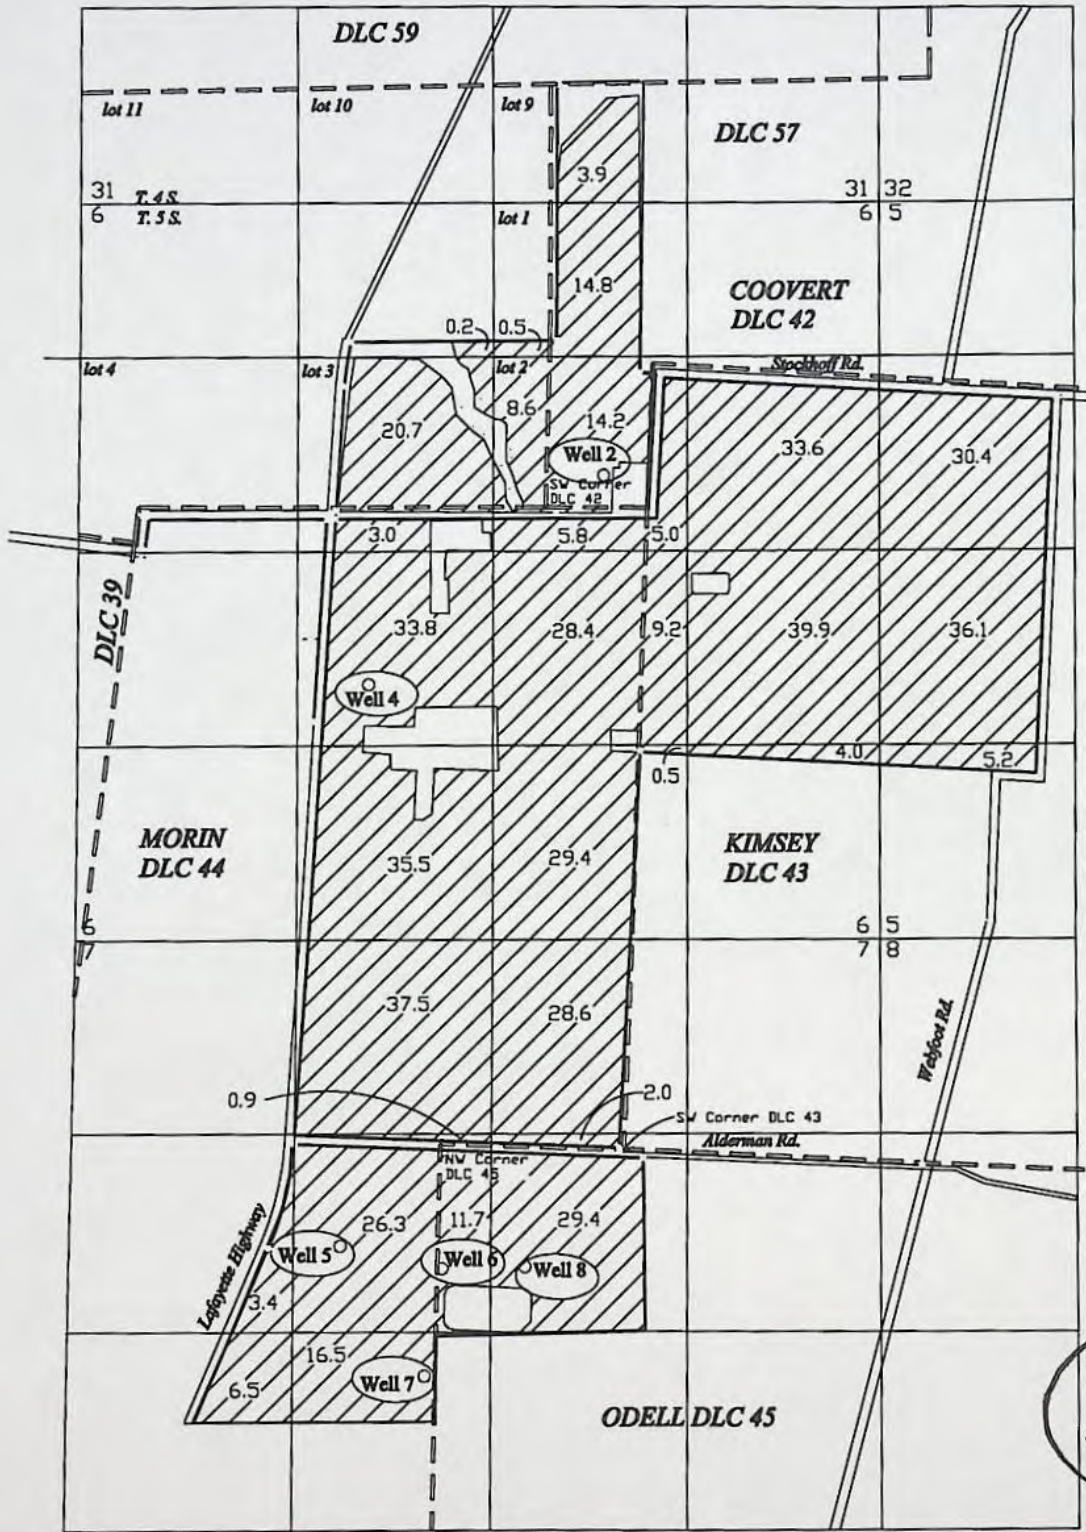 DLC 59
lot 11
lot 10
lot 9
DLC 57
3.9
31 T. 4 S.
6 T. 5 S.
31 32
6 5
lot 1
14.8
COOVERT
DLC 42
0.2 0.5
lot 4
lot 3
lot 2
Stockhoff Rd.
8.6
20.7
14.2
33.6
30.4
Well 2
SW Corner
DLC 42
3.0
5.8
5.0
DLC 39
33.8
28.4
9.2
39.9
36.1
Well 4
4.0
5.2
0.5
MORIN
DLC 44
KIMSEY
DLC 43
35.5
29.4
6
7
6 5
7 8
37.5
28.6
Webfoot Rd.
0.9
2.0
SW Corner DLC 43
Alderman Rd.
NW Corner
DLC 45
26.3
11.7
29.4
Lafayette Highway
Well 5
Well 6
Well 8
3.4
16.5
6.5
Well 7
ODELL DLC 45